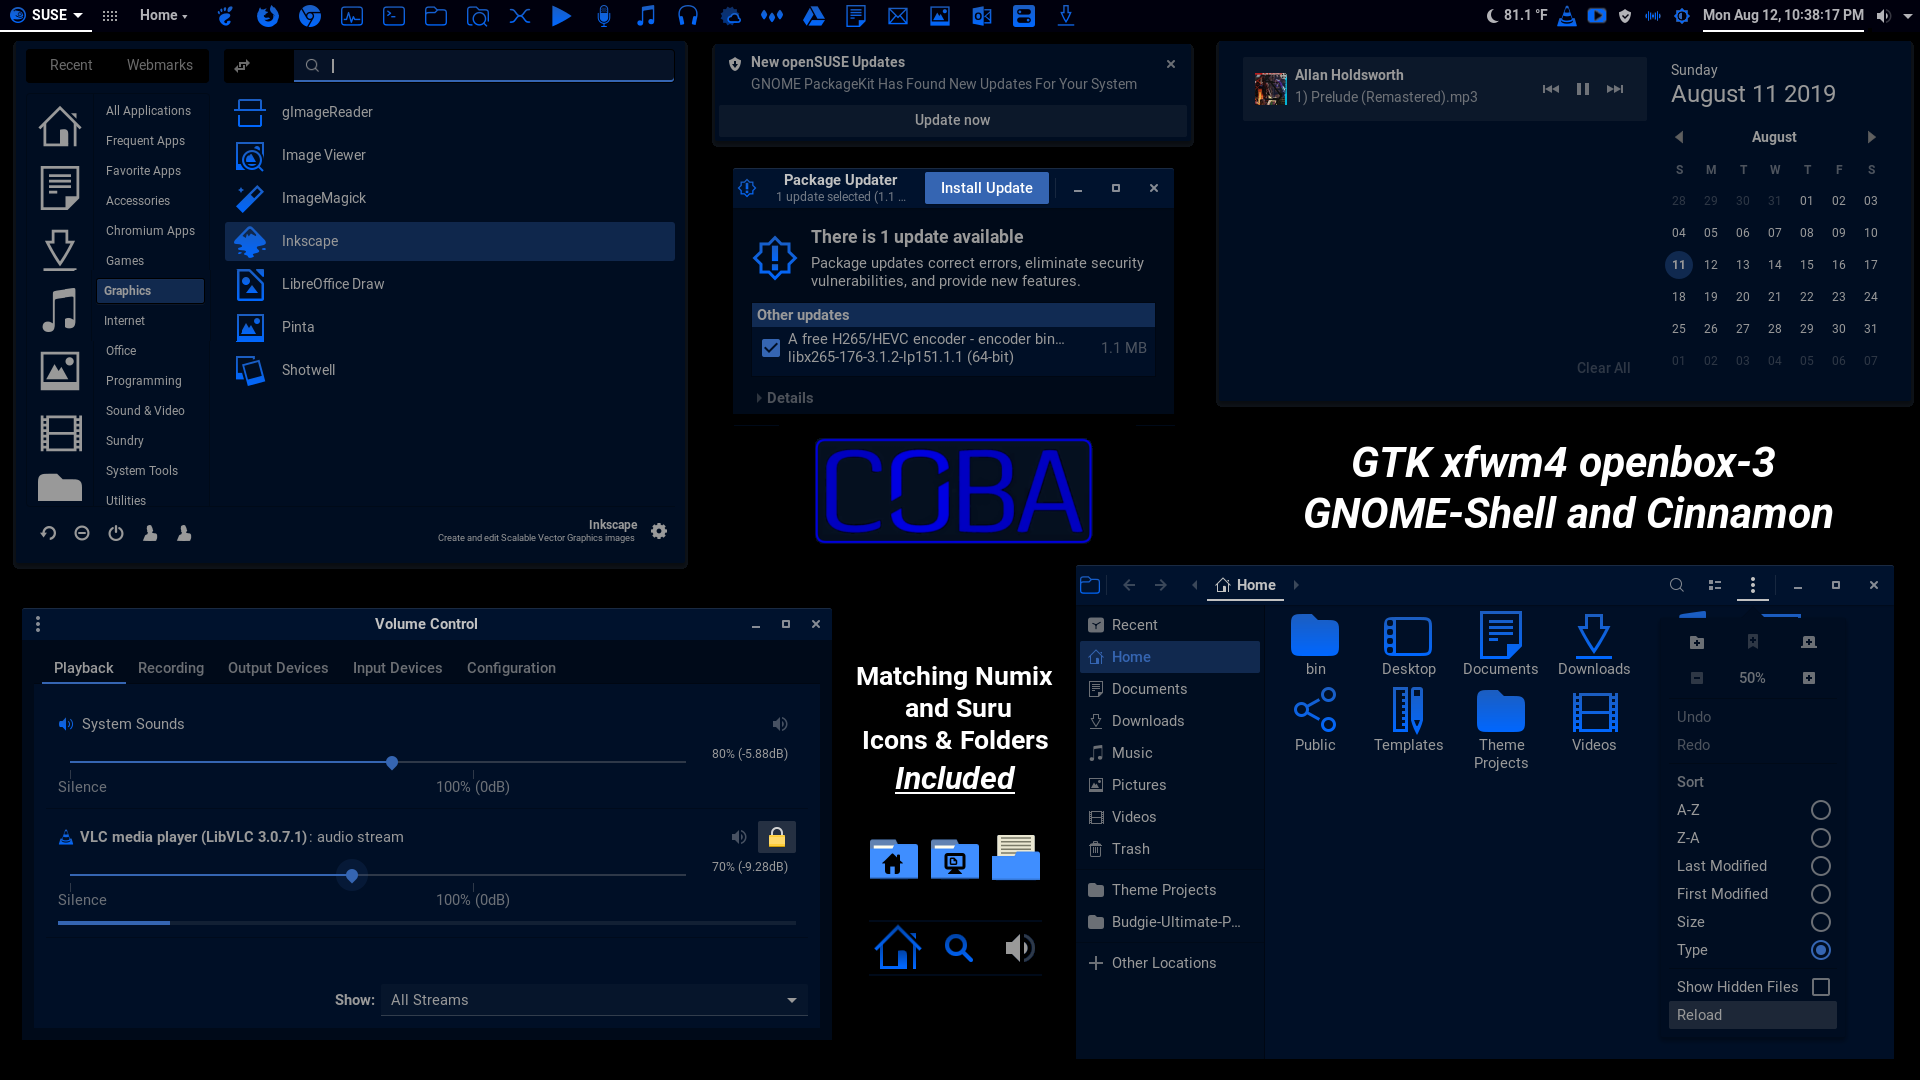 SUSE
Home
81.1 °F
Mon Aug 12, 10:38:17 PM
Recent
Webmarks
All Applications
Frequent Apps
Favorite Apps
Accessories
Chromium Apps
Games
Graphics
Internet
Office
Programming
Sound & Video
Sundry
System Tools
Utilities
gImageReader
Image Viewer
ImageMagick
Inkscape
LibreOffice Draw
Pinta
Shotwell
Inkscape
Create and edit Scalable Vector Graphics images
New openSUSE Updates
GNOME PackageKit Has Found New Updates For Your System
Update now
Package Updater
1 update selected (1.1 ...
Install Update
There is 1 update available
Package updates correct errors, eliminate security
vulnerabilities, and provide new features.
Other updates
A free H265/HEVC encoder - encoder bin...
libx265-176-3.1.2-lp151.1.1 (64-bit)
1.1 MB
Details
Allan Holdsworth
1) Prelude (Remastered).mp3
Clear All
Sunday
August 11 2019
August
S M T W T F S
28 29 30 31 01 02 03
04 05 06 07 08 09 10
11 12 13 14 15 16 17
18 19 20 21 22 23 24
25 26 27 28 29 30 31
01 02 03 04 05 06 07
COBA
GTK xfwm4 openbox-3
GNOME-Shell and Cinnamon
Volume Control
Playback Recording Output Devices Input Devices Configuration
System Sounds
80% (-5.88dB)
Silence
100% (0dB)
VLC media player (LibVLC 3.0.7.1) : audio stream
70% (-9.28dB)
Silence
100% (0dB)
Show: All Streams
Matching Numix
and Suru
Icons & Folders
Included
Home
Recent
Home
Documents
Downloads
Music
Pictures
Videos
Trash
Theme Projects
Budgie-Ultimate-P...
Other Locations
bin
Desktop
Documents
Downloads
Public
Templates
Theme
Projects
Videos
50%
Undo
Redo
Sort
A-Z
Z-A
Last Modified
First Modified
Size
Type
Show Hidden Files
Reload